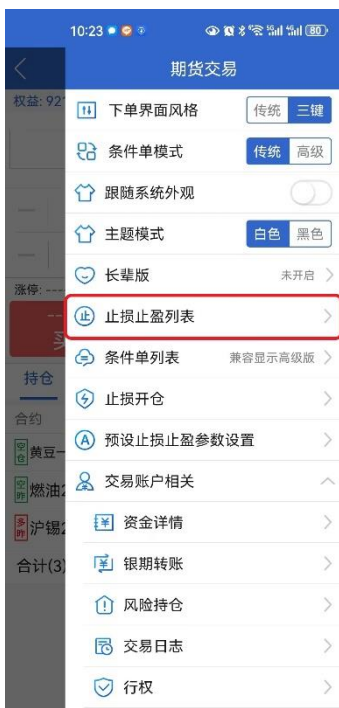 10:23
80
期货交易
权益: 92
下单界面风格
传统 三键
条件单模式
传统 高级
跟随系统外观
主题模式
白色 黑色
长辈版
未开启
涨停: ---
止 止损止盈列表
条件单列表
兼容显示高级版
止损开仓
持仓
A 预设止损止盈参数设置
合约
交易账户相关
空仓 黄豆一
资金详情
空昨 燃油2
银期转账
多昨 沪锡2
风险持仓
合计(3)
交易日志
行权